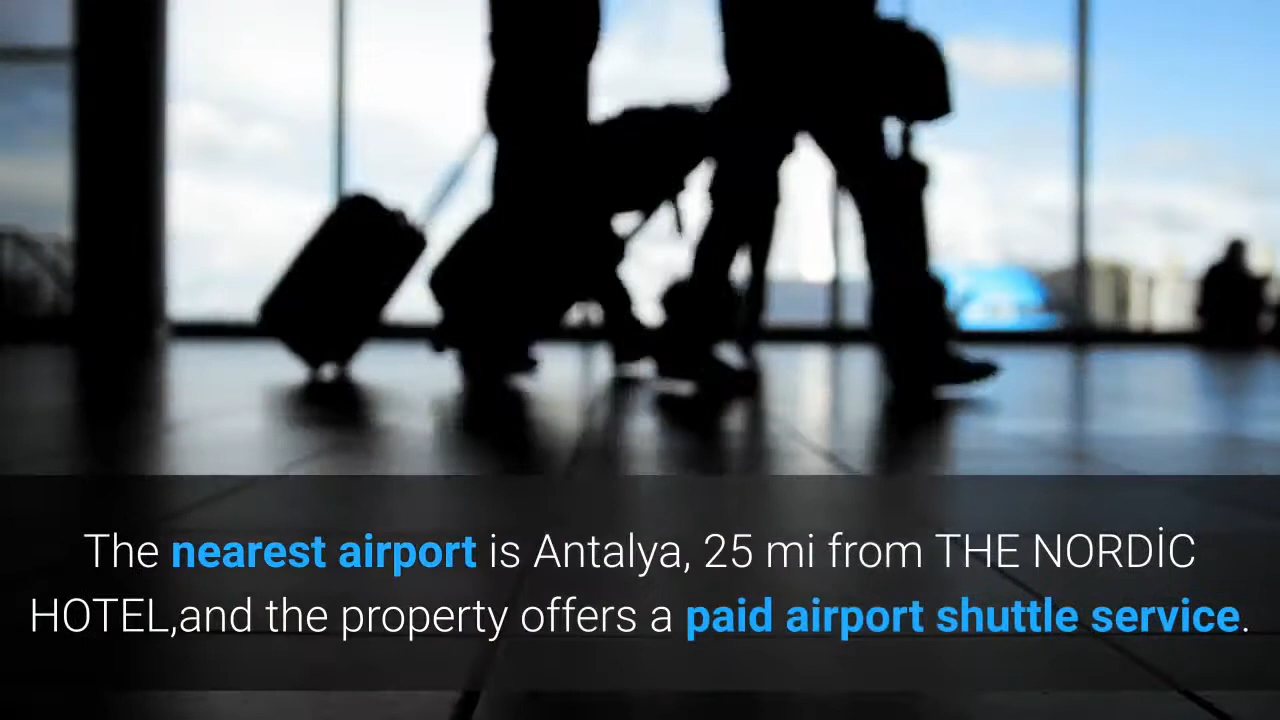 The nearest airport is Antalya, 25 mi from THE NORDİC
HOTEL,and the property offers a paid airport shuttle service.